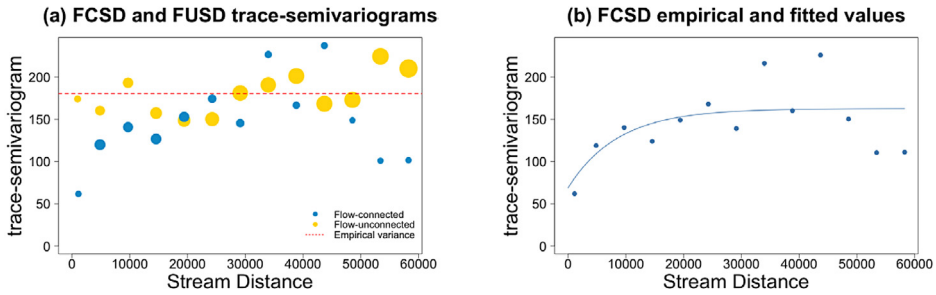 (a) FCSD and FUSD trace-semivariograms
trace-semivariogram
200
150
100
50
0
Flow-connected
Flow-unconnected
Empirical variance
0 10000 20000 30000 40000 50000 60000
Stream Distance
(b) FCSD empirical and fitted values
trace-semivariogram
200
150
100
50
0
0 10000 20000 30000 40000 50000 60000
Stream Distance